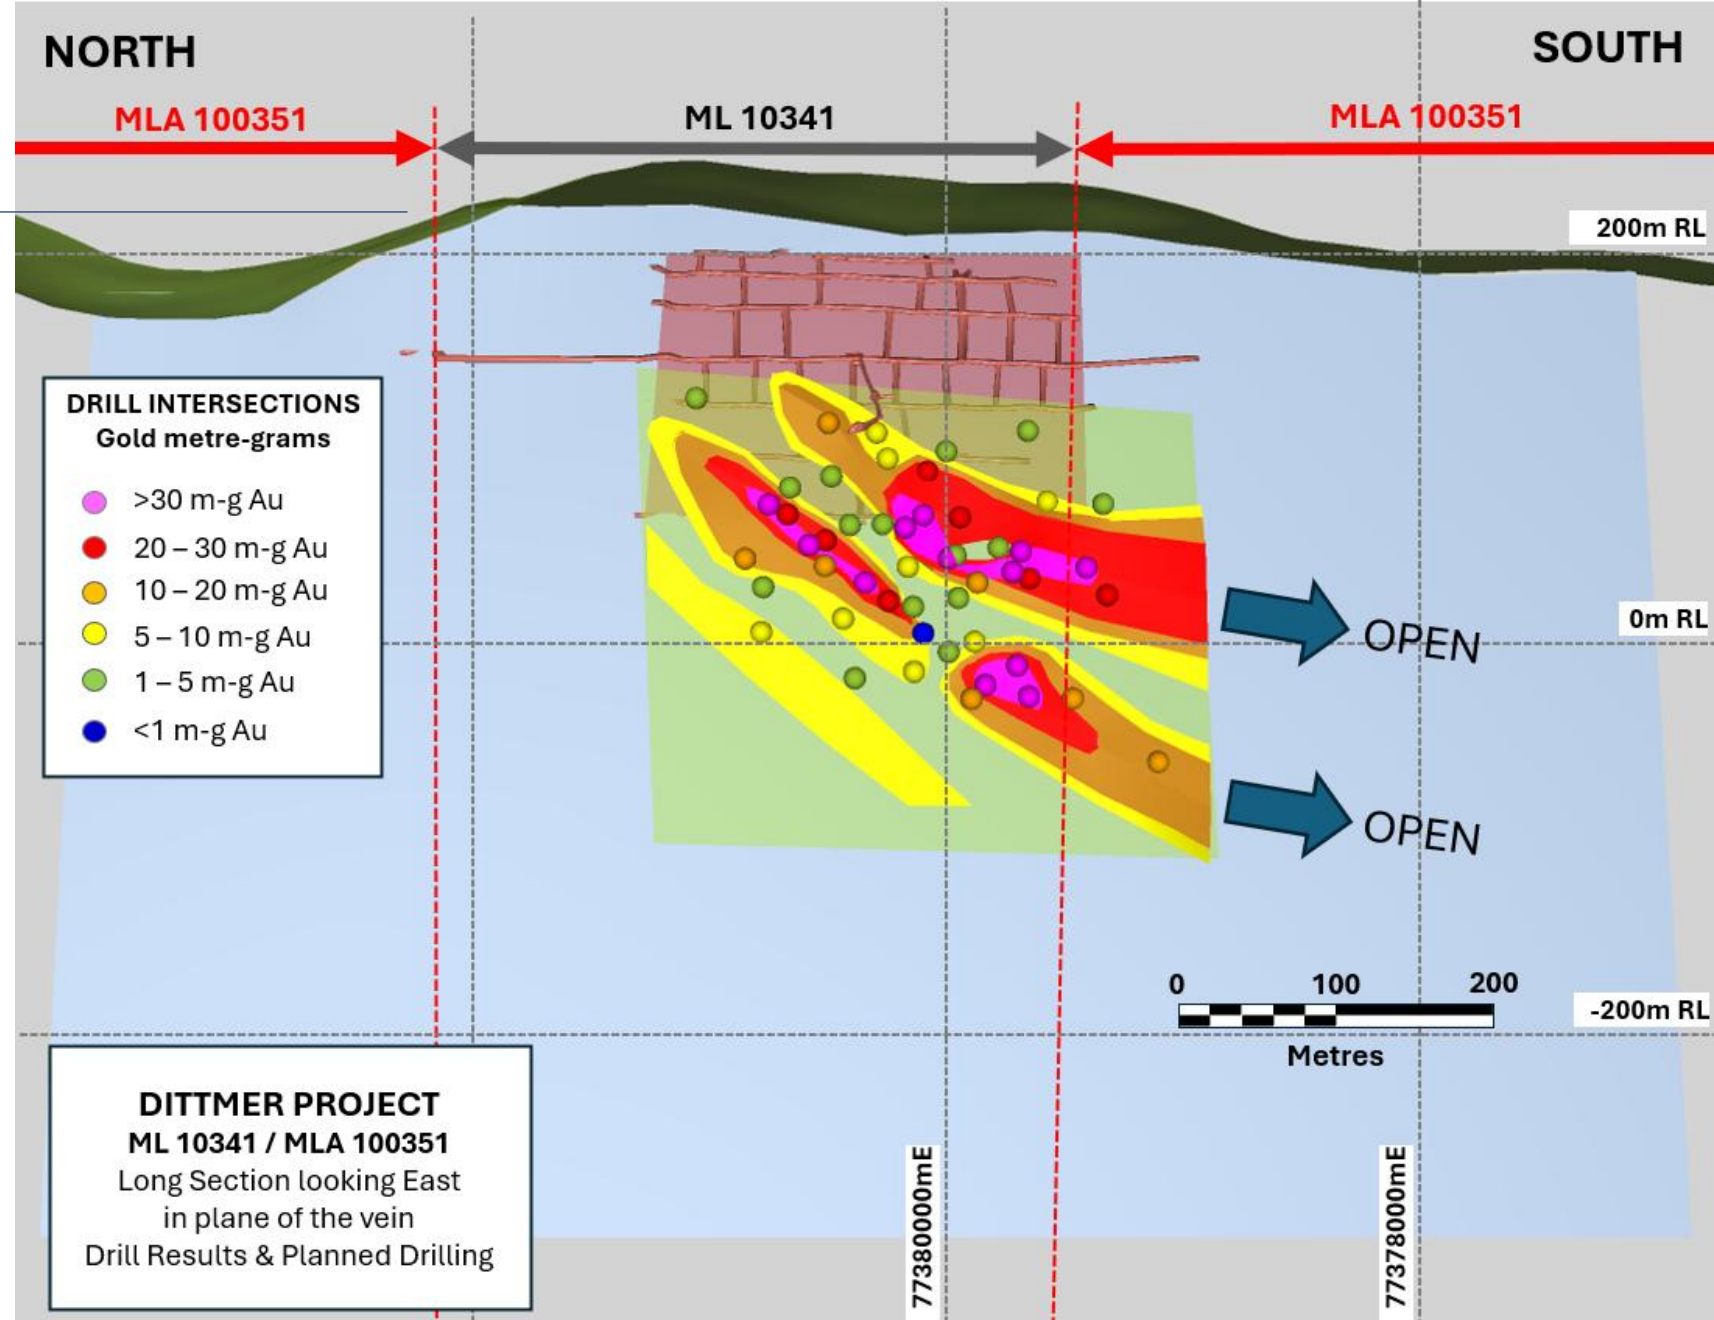 NORTH
SOUTH
MLA 100351
ML 10341
MLA 100351
200m RL
DRILL INTERSECTIONS
Gold metre-grams
>30 m-g Au
20 – 30 m-g Au
10 – 20 m-g Au
5 – 10 m-g Au
1 – 5 m-g Au
<1 m-g Au
0m RL
OPEN
OPEN
0 100 200
Metres
-200m RL
DITTMER PROJECT
ML 10341 / MLA 100351
Long Section looking East
in plane of the vein
Drill Results & Planned Drilling
7738000mE
7737800mE